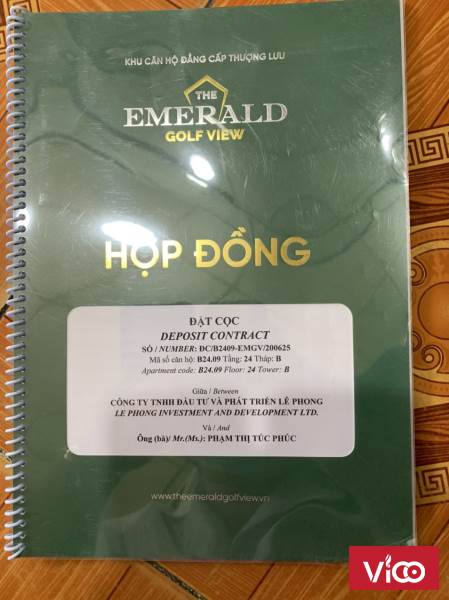 KHU CĂN HỘ ĐẲNG CẤP THƯỢNG LƯU
THE
EMERALD
GOLF VIEW
HỢP ĐỒNG
ĐẶT CỌC
DEPOSIT CONTRACT
SỐ / NUMBER: ĐC/B2409-EMGV/200625
Mã số căn hộ: B24.09 Tầng: 24 Tháp: B
Apartment code: B24.09 Floor: 24 Tower: B
Giữa / Between
CÔNG TY TNHH ĐẦU TƯ VÀ PHÁT TRIỂN LÊ PHONG
LE PHONG INVESTMENT AND DEVELOPMENT LTD.
Và / And
Ông (bà)/ Mr.(Ms.): PHẠM THỊ TÚC PHÚC
www.theemeraldgolfview.vn
Vico